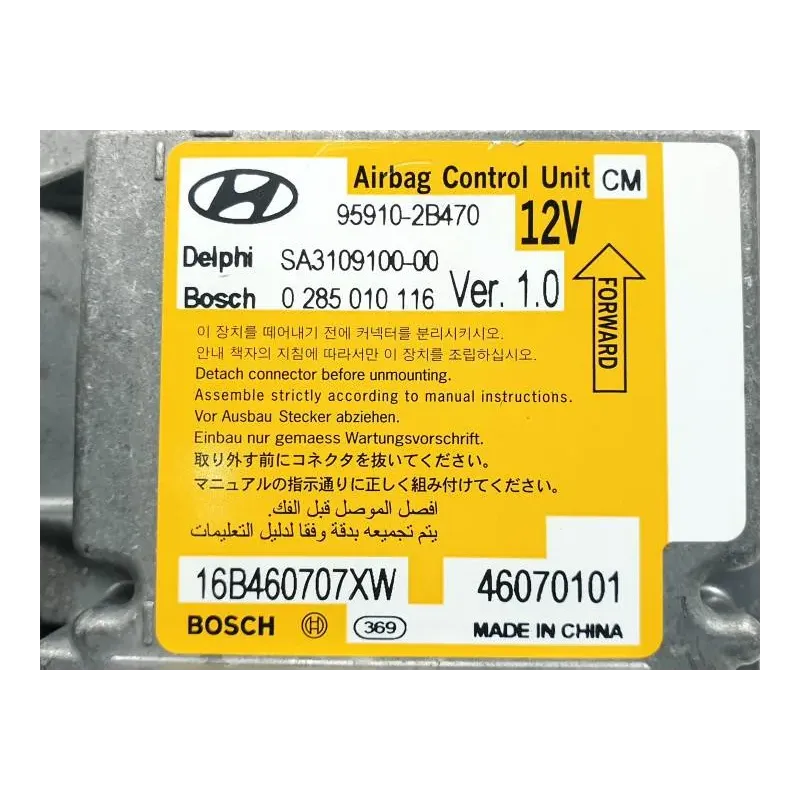 Airbag Control Unit CM
95910-2B470 12V
Delphi SA3109100-00
Bosch 0 285 010 116 Ver. 1.0
FORWARD
이 장치를 떼어내기 전에 커넥터를 분리시키시오.
안내 책자의 지침에 따라서만 이 장치를 조립하십시오.
Detach connector before unmounting.
Assemble strictly according to manual instructions.
Vor Ausbau Stecker abziehen.
Einbau nur gemaess Wartungsvorschrift.
取り外す前にコネクタを抜いてください。
マニュアルの指示通りに正しく組み付けてください。
افصل الموصل قبل الفك.
يتم تجميعه بدقة وفقا لدليل التعليمات
16B460707XW 46070101
BOSCH 369 MADE IN CHINA